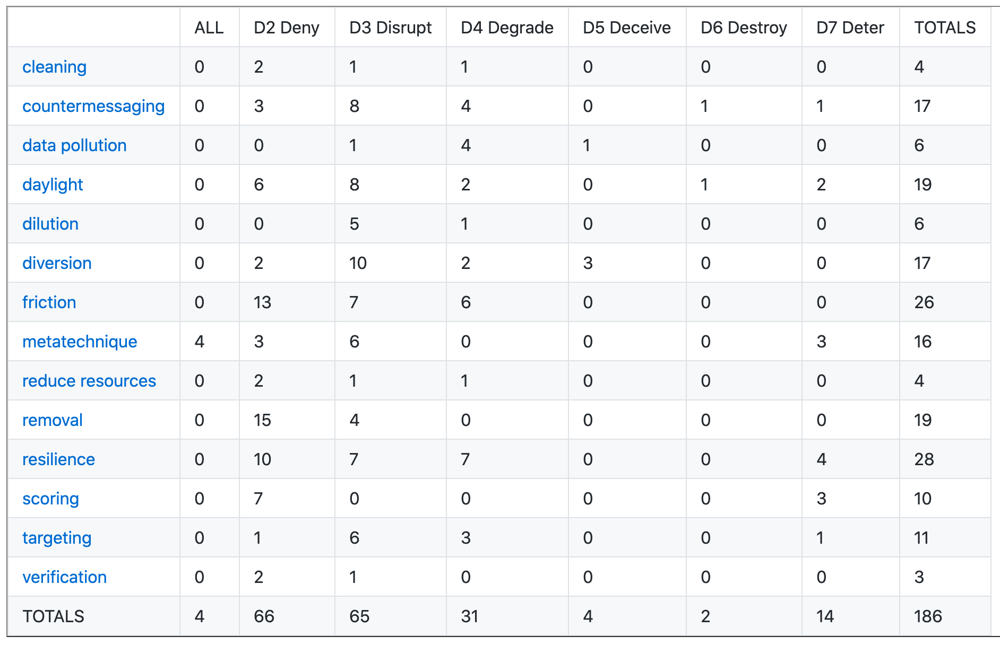 ALL D2 Deny D3 Disrupt D4 Degrade D5 Deceive D6 Destroy D7 Deter TOTALS
cleaning 0 2 1 1 0 0 0 4
countermessaging 0 3 8 4 0 1 1 17
data pollution 0 0 1 4 1 0 0 6
daylight 0 6 8 2 0 1 2 19
dilution 0 0 5 1 0 0 0 6
diversion 0 2 10 2 3 0 0 17
friction 0 13 7 6 0 0 0 26
metatechnique 4 3 6 0 0 0 3 16
reduce resources 0 2 1 1 0 0 0 4
removal 0 15 4 0 0 0 0 19
resilience 0 10 7 7 0 0 4 28
scoring 0 7 0 0 0 0 3 10
targeting 0 1 6 3 0 0 1 11
verification 0 2 1 0 0 0 0 3
TOTALS 4 66 65 31 4 2 14 186